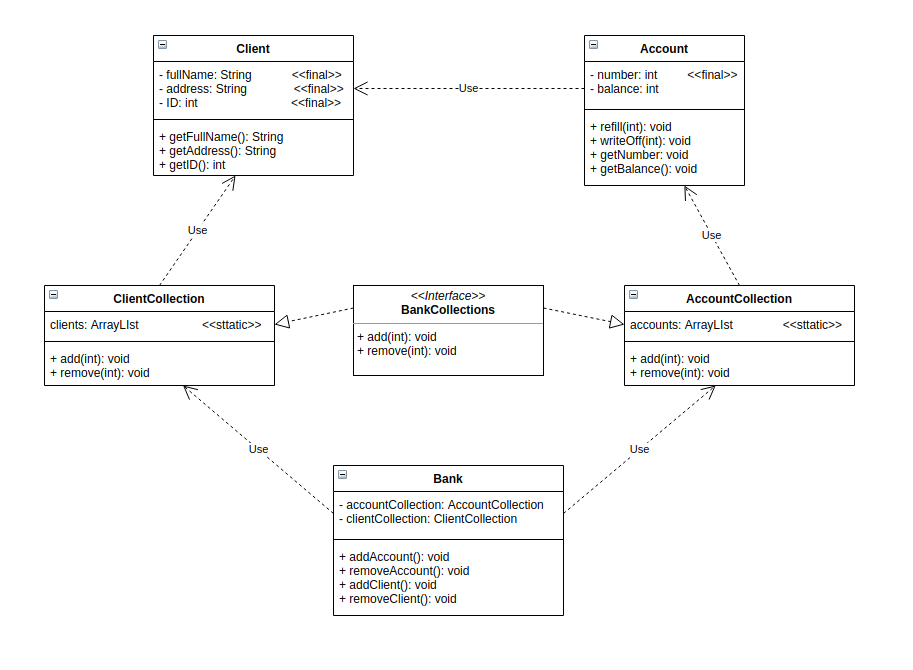 Client
- fullName: String <<final>>
- address: String <<final>>
- ID: int <<final>>
+ getFullName(): String
+ getAddress(): String
+ getID(): int
Use
Account
- number: int <<final>>
- balance: int
+ refill(int): void
+ writeOff(int): void
+ getNumber: void
+ getBalance(): void
Use
Use
ClientCollection
clients: ArrayLIst <<sttatic>>
+ add(int): void
+ remove(int): void
<<Interface>>
BankCollections
+ add(int): void
+ remove(int): void
AccountCollection
accounts: ArrayLIst <<sttatic>>
+ add(int): void
+ remove(int): void
Use
Use
Bank
- accountCollection: AccountCollection
- clientCollection: ClientCollection
+ addAccount(): void
+ removeAccount(): void
+ addClient(): void
+ removeClient(): void